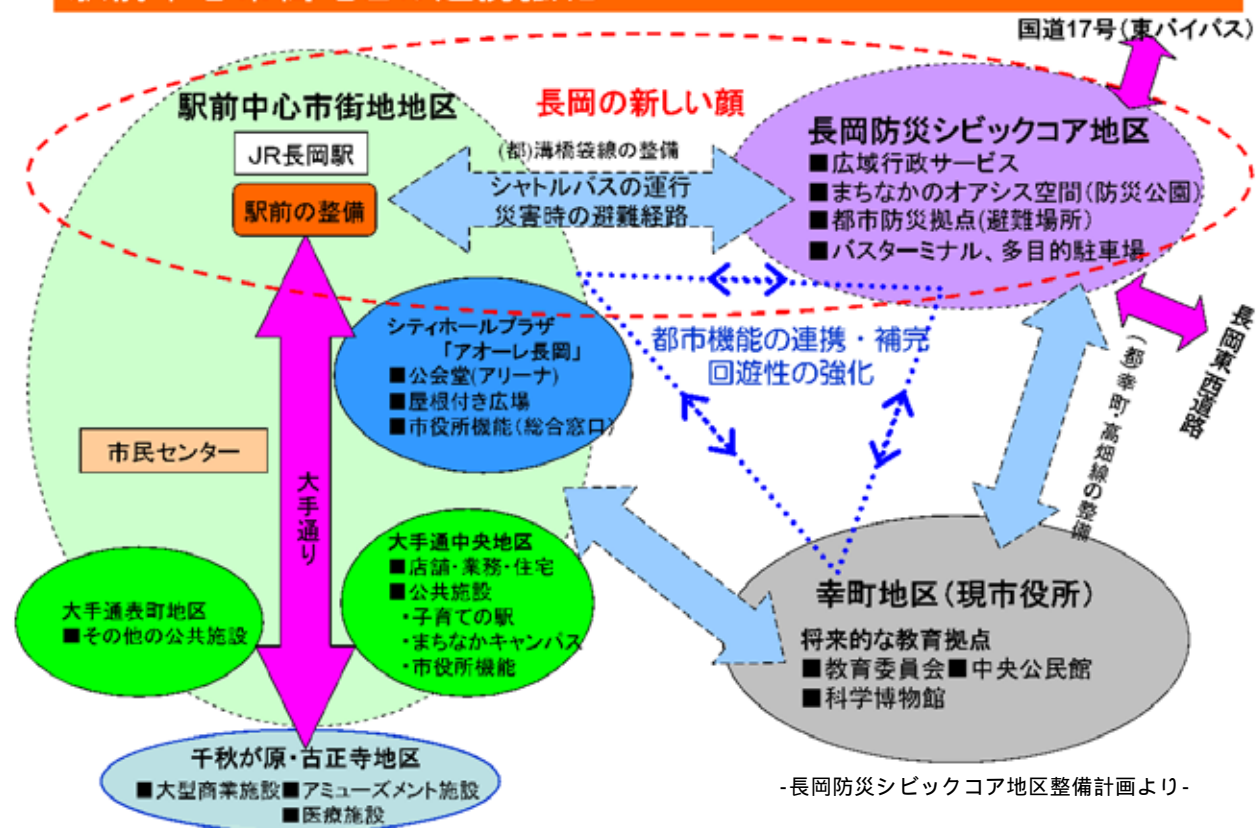 国道17号(東バイパス)
駅前中心市街地地区
JR長岡駅
駅前の整備
長岡の新しい顔
(都)溝橋袋線の整備
シャトルバスの運行
災害時の避難経路
長岡防災シビックコア地区
■広域行政サービス
■まちなかのオアシス空間(防災公園)
■都市防災拠点(避難場所)
■バスターミナル、多目的駐車場
シティホールプラザ
「アオーレ長岡」
■公会堂(アリーナ)
■屋根付き広場
■市役所機能(総合窓口)
都市機能の連携・補完
回遊性の強化
長岡東西道路
(都)幸町・高畑線の整備
市民センター
大手通り
大手通中央地区
■店舗・業務・住宅
■公共施設
・子育ての駅
・まちなかキャンパス
・市役所機能
大手通表町地区
■その他の公共施設
幸町地区(現市役所)
将来的な教育拠点
■教育委員会■中央公民館
■科学博物館
千秋が原・古正寺地区
■大型商業施設■アミューズメント施設
■医療施設
-長岡防災シビックコア地区整備計画より-